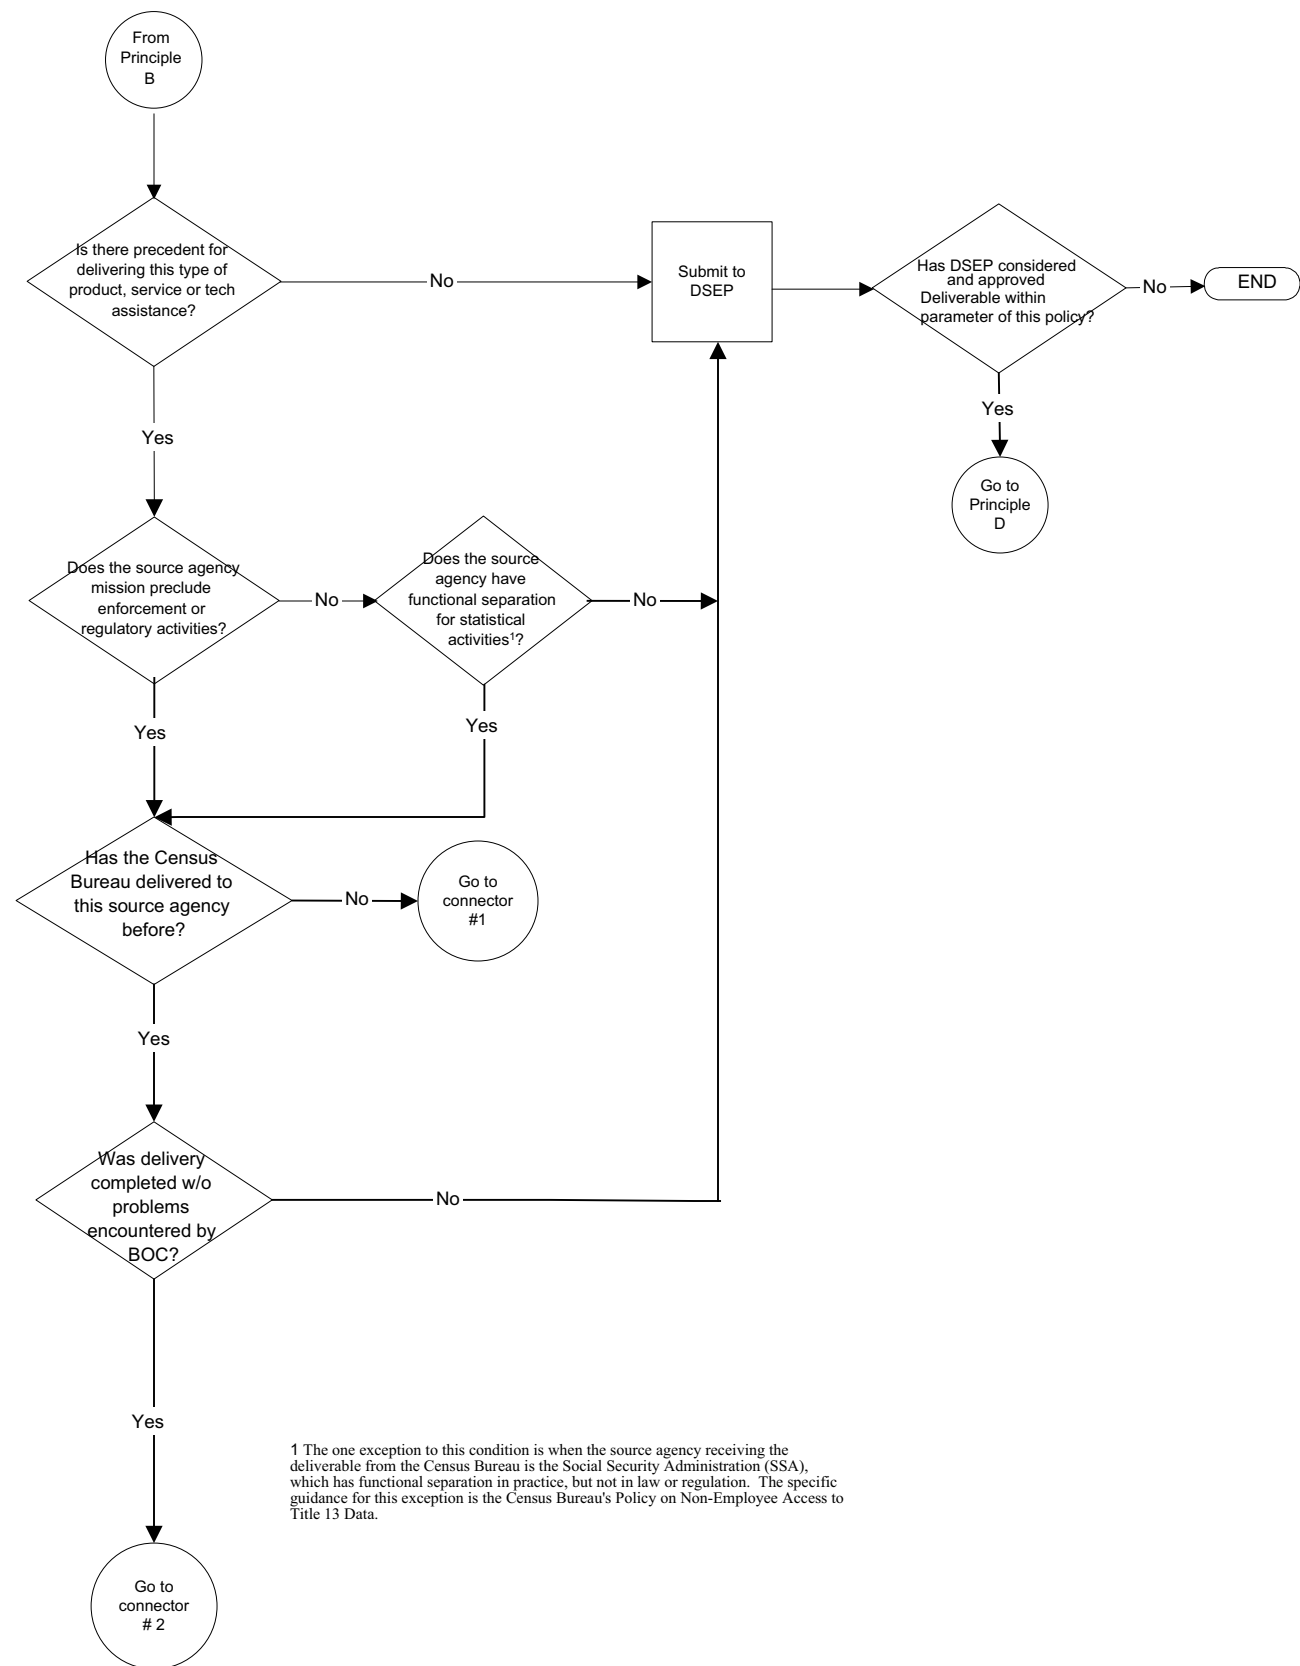 From
Principle
B
Is there precedent for
delivering this type of
product, service or tech
assistance?
No
Submit to
DSEP
Has DSEP considered
and approved
Deliverable within
parameter of this policy?
No
END
Yes
Go to
Principle
D
Yes
Does the source agency
mission preclude
enforcement or
regulatory activities?
No
Does the source
agency have
functional separation
for statistical
activities¹?
No
Yes
Yes
Has the Census
Bureau delivered to
this source agency
before?
No
Go to
connector
#1
Yes
Was delivery
completed w/o
problems
encountered by
BOC?
No
Yes
1 The one exception to this condition is when the source agency receiving the
deliverable from the Census Bureau is the Social Security Administration (SSA),
which has functional separation in practice, but not in law or regulation. The specific
guidance for this exception is the Census Bureau's Policy on Non-Employee Access to
Title 13 Data.
Go to
connector
# 2